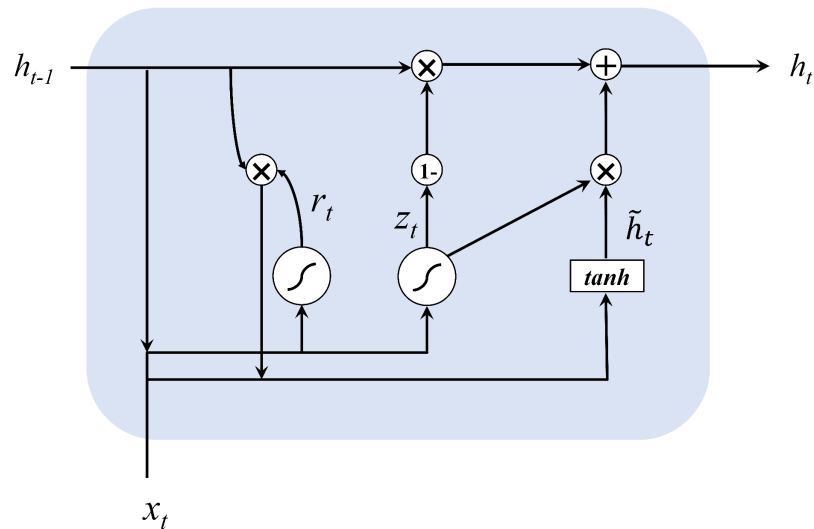 h_{t-1}
×
+
h_t
×
1-
×
r_t
z_t
h̃_t
tanh
x_t